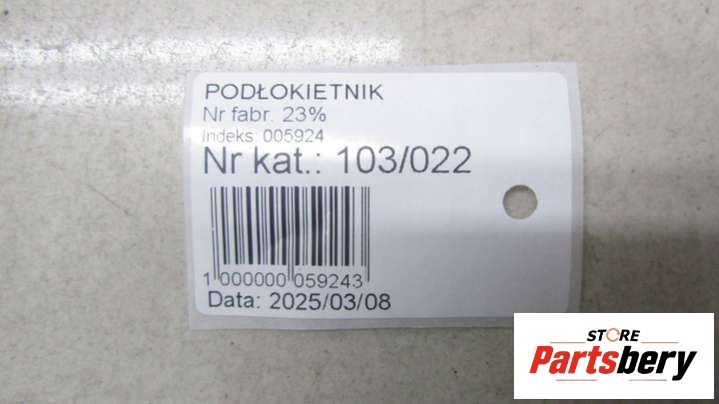 PODŁOKIETNIK
Nr fabr. 23%
Indeks: 005924
Nr kat.: 103/022
1 000000 059243
Data: 2025/03/08
STORE
Partsbery